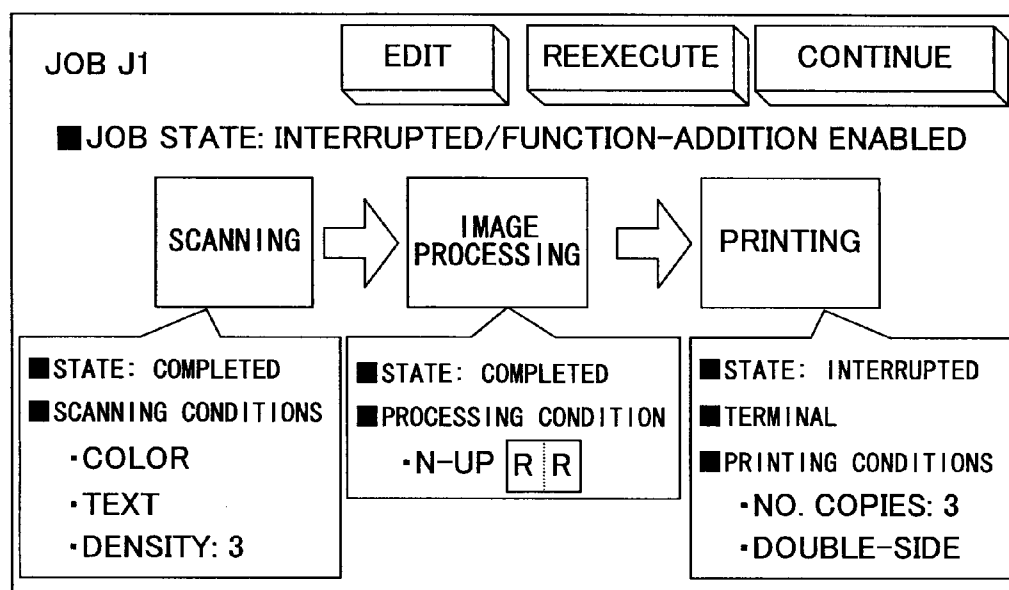 JOB J1
EDIT
REEXECUTE
CONTINUE
■JOB STATE: INTERRUPTED/FUNCTION-ADDITION ENABLED
SCANNING
IMAGE
PROCESSING
PRINTING
■STATE: COMPLETED
■SCANNING CONDITIONS
・COLOR
・TEXT
・DENSITY: 3
■STATE: COMPLETED
■PROCESSING CONDITION
・N-UP R R
■STATE: INTERRUPTED
■TERMINAL
■PRINTING CONDITIONS
・NO. COPIES: 3
・DOUBLE-SIDE